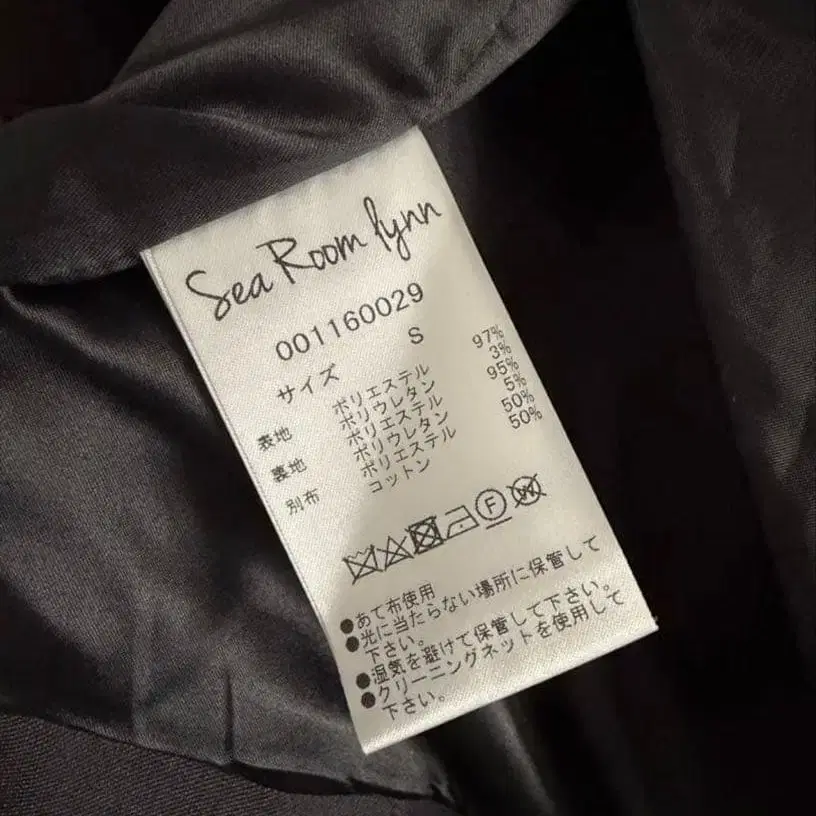 Sea Room lynn
001160029
サイズ S
表地 ポリエステル 97%
ポリウレタン 3%
裏地 ポリエステル 95%
ポリウレタン 5%
別布 ポリエステル 50%
コットン 50%
F W
●あて布使用
●光に当たらない場所に保管して
下さい。
●湿気を避けて保管して下さい。
●クリーニングネットを使用して
下さい。